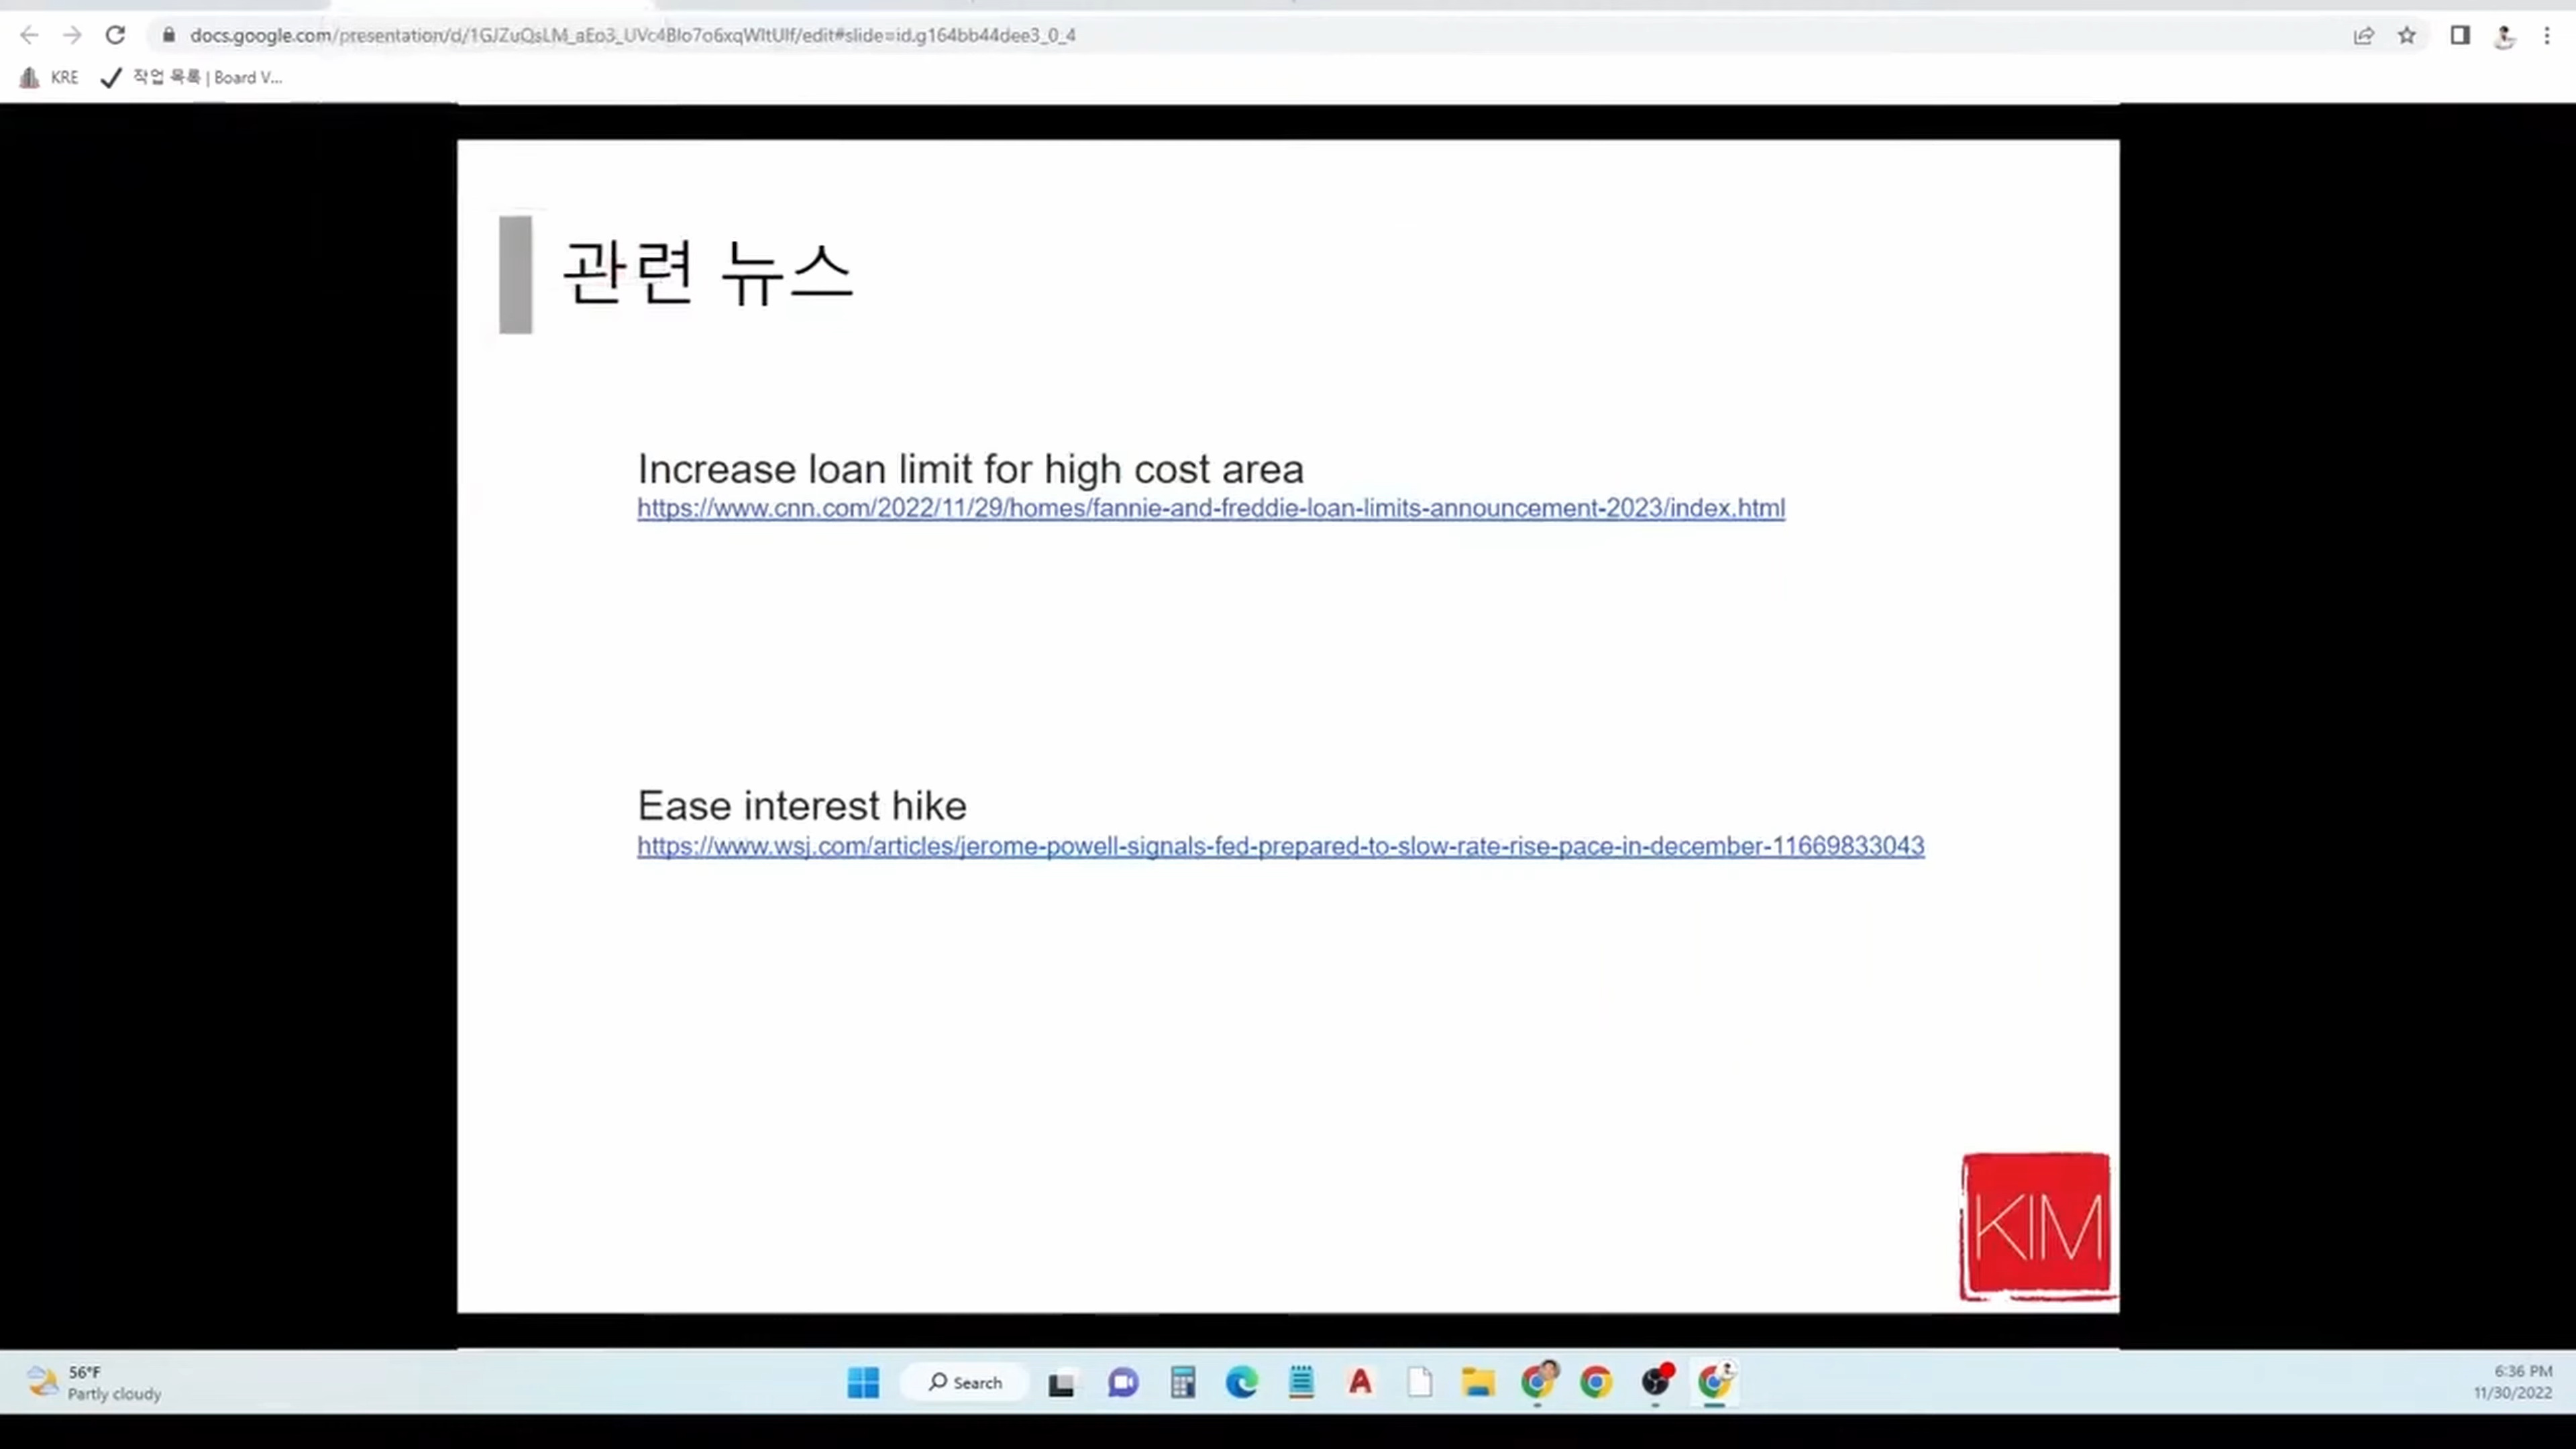 docs.google.com/presentation/d/1GJZuQsLM_aEo3_UVc4Blo7o6xqWltUlf/edit#slide=id.g164bb44dee3_0_4
KRE
작업 목록 | Board V...
관련 뉴스
Increase loan limit for high cost area
https://www.cnn.com/2022/11/29/homes/fannie-and-freddie-loan-limits-announcement-2023/index.html
Ease interest hike
https://www.wsj.com/articles/jerome-powell-signals-fed-prepared-to-slow-rate-rise-pace-in-december-11669833043
KIM
56°F
Partly cloudy
Search
6:36 PM
11/30/2022